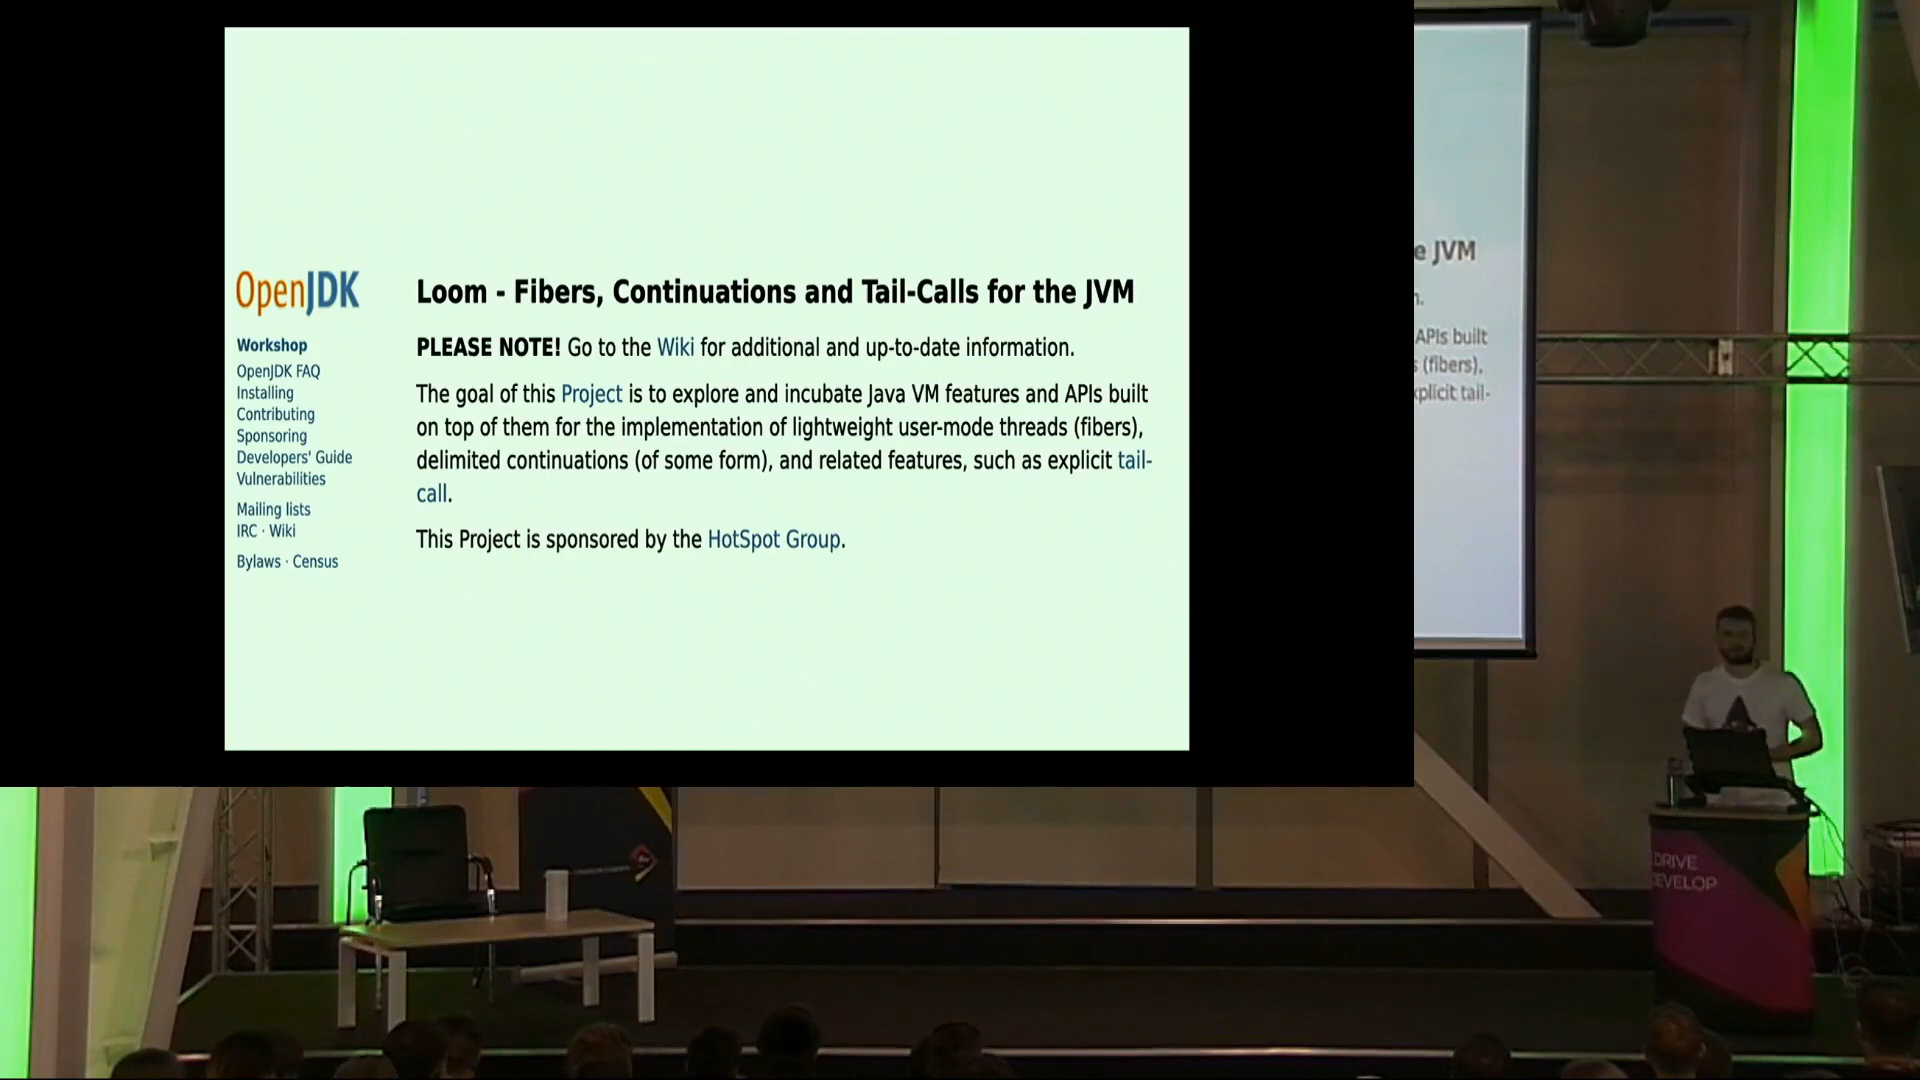 OpenJDK
Workshop
OpenJDK FAQ
Installing
Contributing
Sponsoring
Developers' Guide
Vulnerabilities
Mailing lists
IRC · Wiki
Bylaws · Census
Loom - Fibers, Continuations and Tail-Calls for the JVM
PLEASE NOTE! Go to the Wiki for additional and up-to-date information.
The goal of this Project is to explore and incubate Java VM features and APIs built
on top of them for the implementation of lightweight user-mode threads (fibers),
delimited continuations (of some form), and related features, such as explicit tail-
call.
This Project is sponsored by the HotSpot Group.
e JVM
n.
APIs built
(fibers),
xplicit tail-
DRIVE
EVELOP